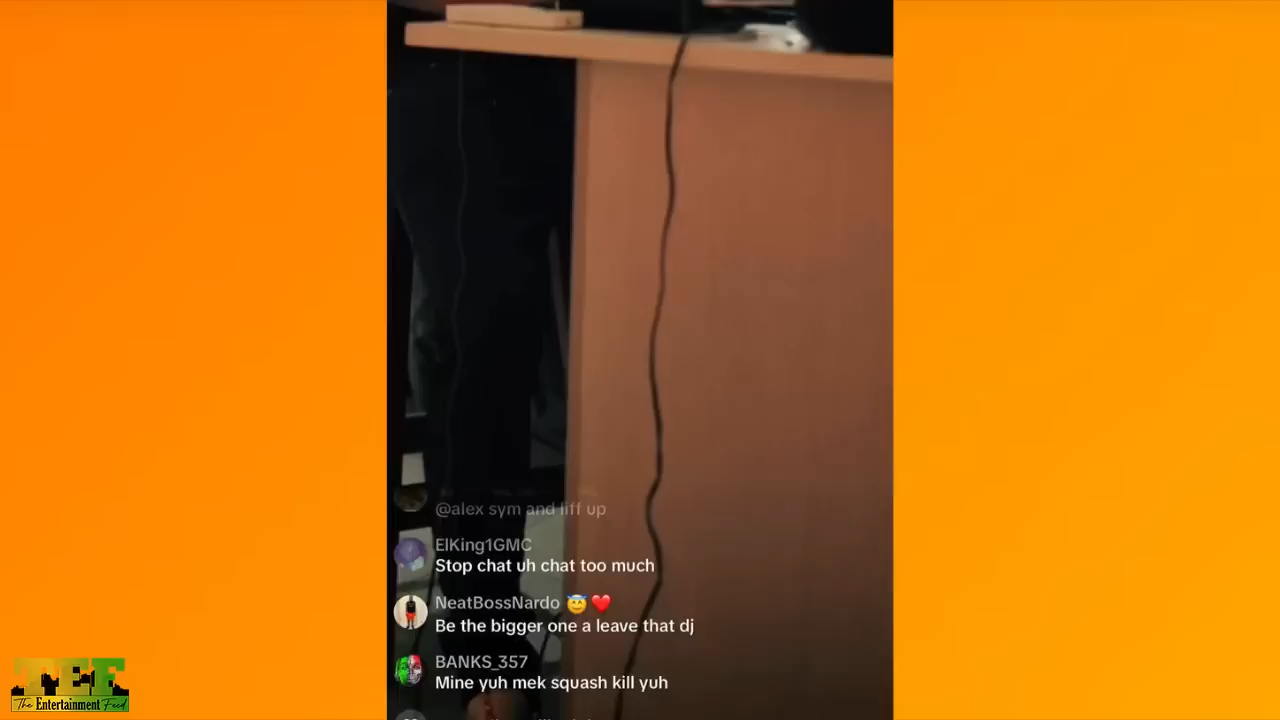 @alex sym and liff up
ElKing1GMC
Stop chat uh chat too much
NeatBossNardo 😇❤️
Be the bigger one a leave that dj
BANKS_357
Mine yuh mek squash kill yuh
TEF
The Entertainment Feed